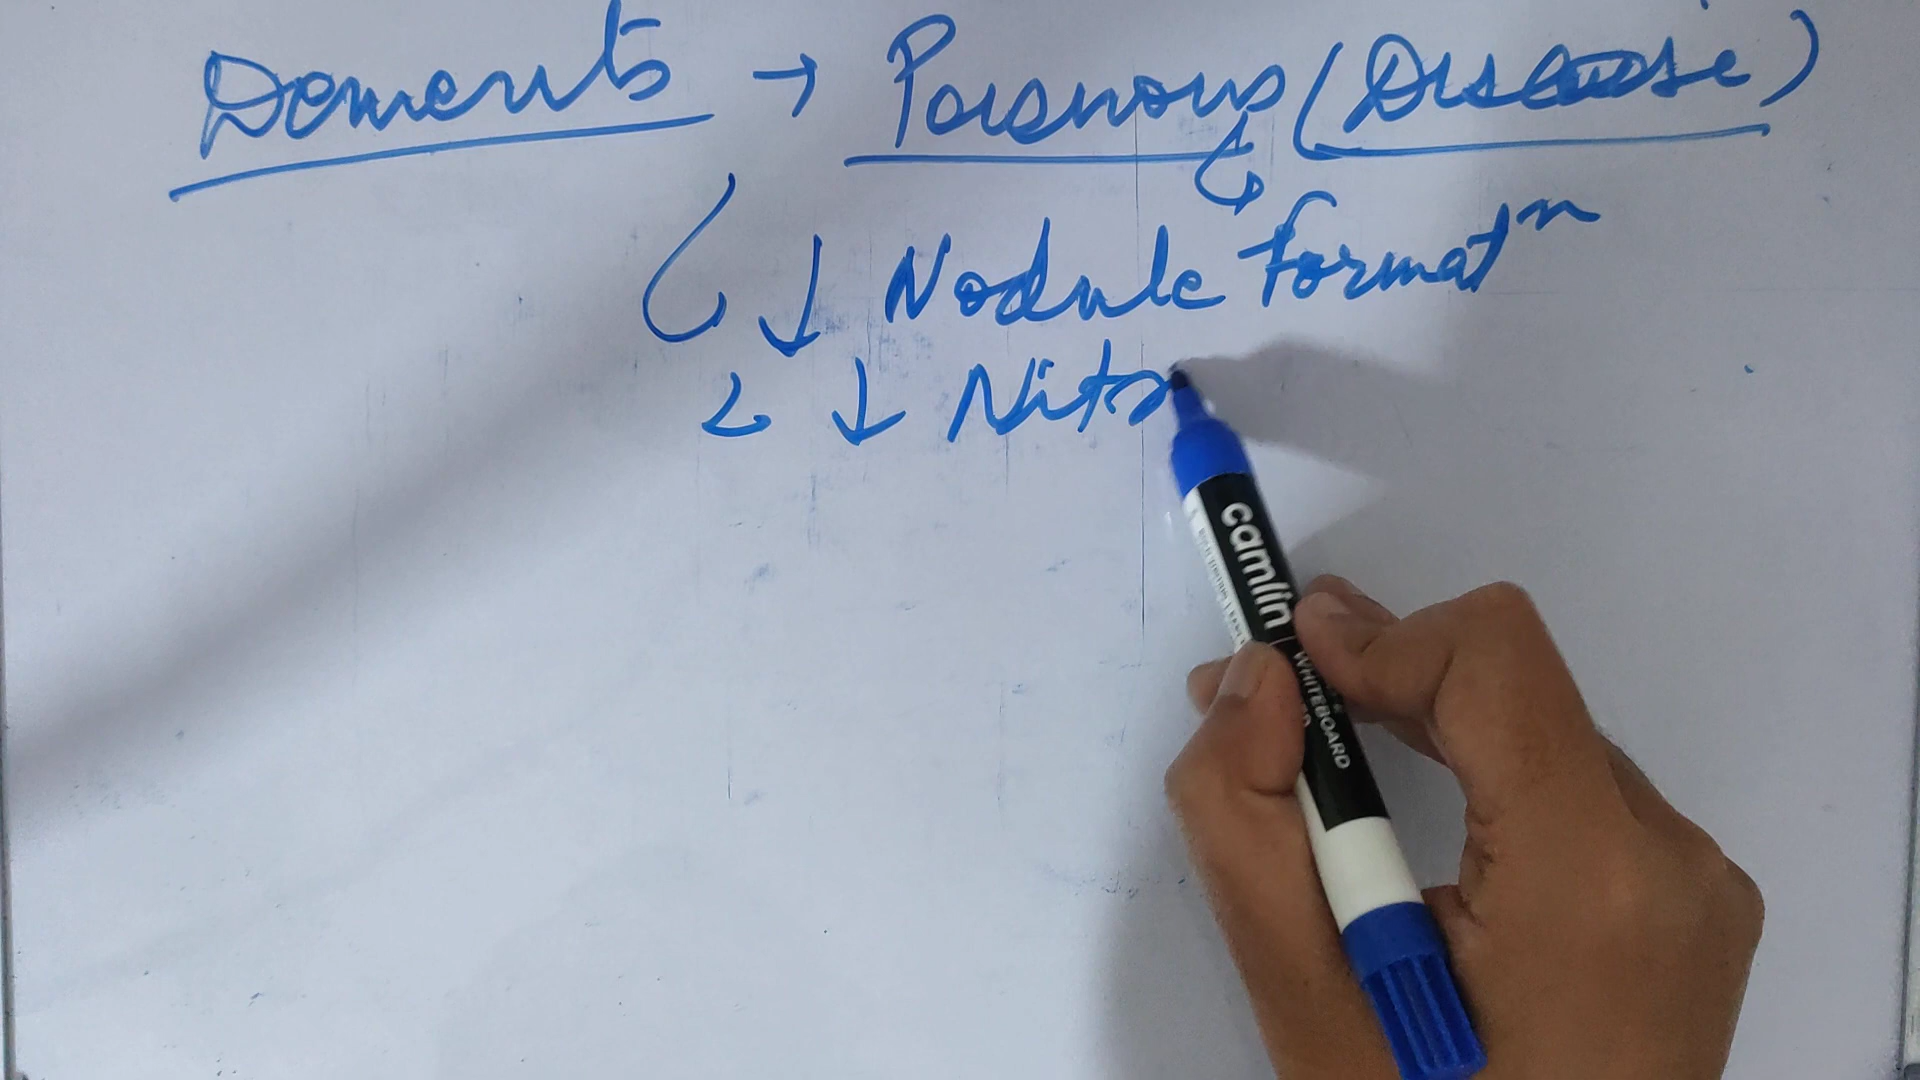 Demerits → Poisnous (Disease)
↓ Nodule Formatⁿ
↓ Nitr
camlin
WHITEBOARD